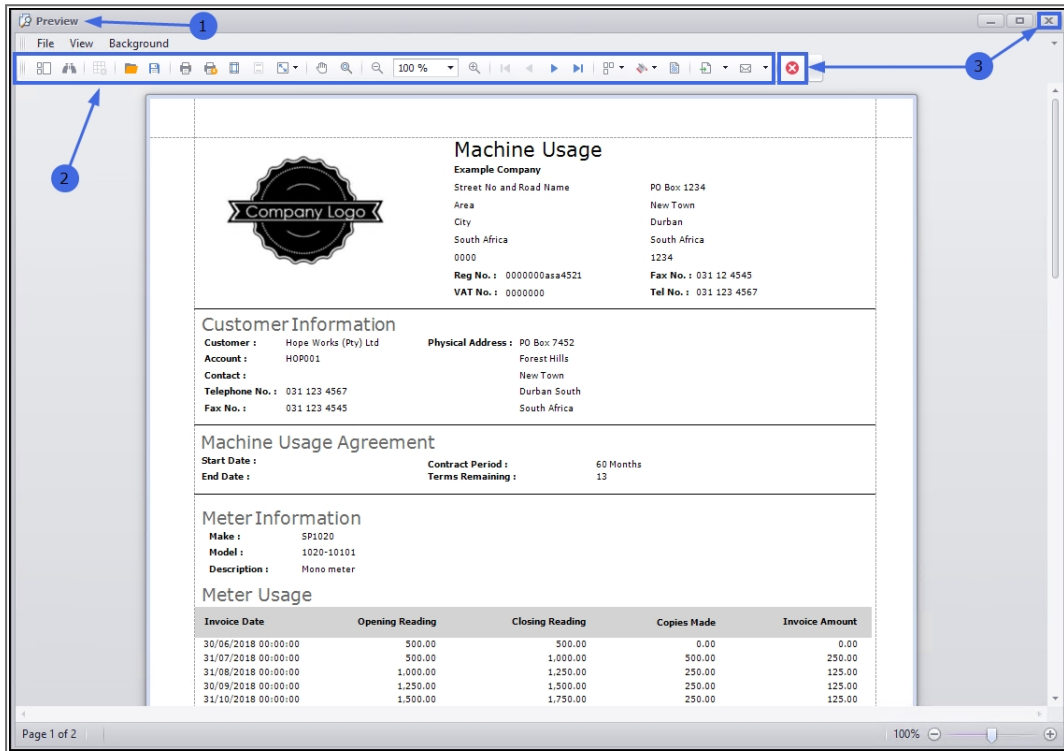 Preview
1
File View Background
100 %
3
2
Machine Usage
Example Company
Street No and Road Name PO Box 1234
Area New Town
City Durban
South Africa South Africa
0000 1234
Reg No. : 0000000asa4521 Fax No. : 031 12 4545
VAT No. : 0000000 Tel No. : 031 123 4567
Company Logo
Customer Information
Customer : Hope Works (Pty) Ltd Physical Address : PO Box 7452
Account : HOP001 Forest Hills
Contact : New Town
Telephone No. : 031 123 4567 Durban South
Fax No. : 031 123 4545 South Africa
Machine Usage Agreement
Start Date : Contract Period : 60 Months
End Date : Terms Remaining : 13
Meter Information
Make : SP1020
Model : 1020-10101
Description : Mono meter
Meter Usage
Invoice Date Opening Reading Closing Reading Copies Made Invoice Amount
30/06/2018 00:00:00 500.00 500.00 0.00 0.00
31/07/2018 00:00:00 500.00 1,000.00 500.00 250.00
31/08/2018 00:00:00 1,000.00 1,250.00 250.00 125.00
30/09/2018 00:00:00 1,250.00 1,500.00 250.00 125.00
31/10/2018 00:00:00 1,500.00 1,750.00 250.00 125.00
Page 1 of 2 100%